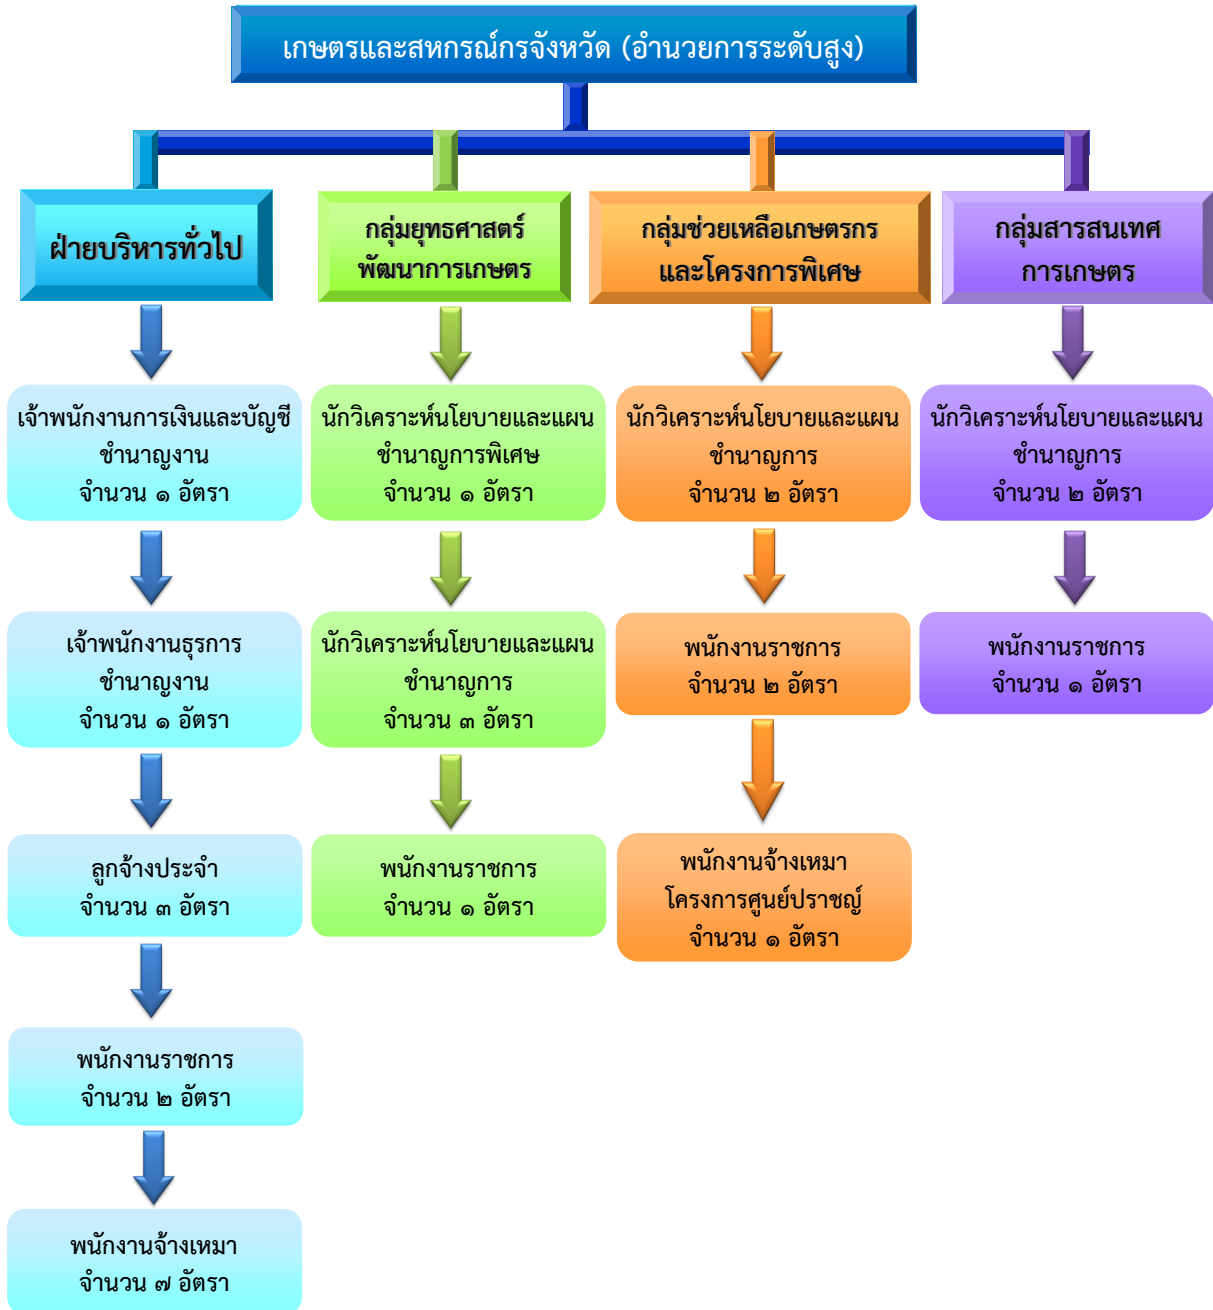 เกษตรและสหกรณ์กรจังหวัด (อำนวยการระดับสูง)
ฝ่ายบริหารทั่วไป
กลุ่มยุทธศาสตร์
พัฒนาการเกษตร
กลุ่มช่วยเหลือเกษตรกร
และโครงการพิเศษ
กลุ่มสารสนเทศ
การเกษตร
เจ้าพนักงานการเงินและบัญชี
ชำนาญงาน
จำนวน ๑ อัตรา
นักวิเคราะห์นโยบายและแผน
ชำนาญการพิเศษ
จำนวน ๑ อัตรา
นักวิเคราะห์นโยบายและแผน
ชำนาญการ
จำนวน ๒ อัตรา
นักวิเคราะห์นโยบายและแผน
ชำนาญการ
จำนวน ๒ อัตรา
เจ้าพนักงานธุรการ
ชำนาญงาน
จำนวน ๑ อัตรา
นักวิเคราะห์นโยบายและแผน
ชำนาญการ
จำนวน ๓ อัตรา
พนักงานราชการ
จำนวน ๒ อัตรา
พนักงานราชการ
จำนวน ๑ อัตรา
ลูกจ้างประจำ
จำนวน ๓ อัตรา
พนักงานราชการ
จำนวน ๑ อัตรา
พนักงานจ้างเหมา
โครงการศูนย์ปราชญ์
จำนวน ๑ อัตรา
พนักงานราชการ
จำนวน ๒ อัตรา
พนักงานจ้างเหมา
จำนวน ๗ อัตรา